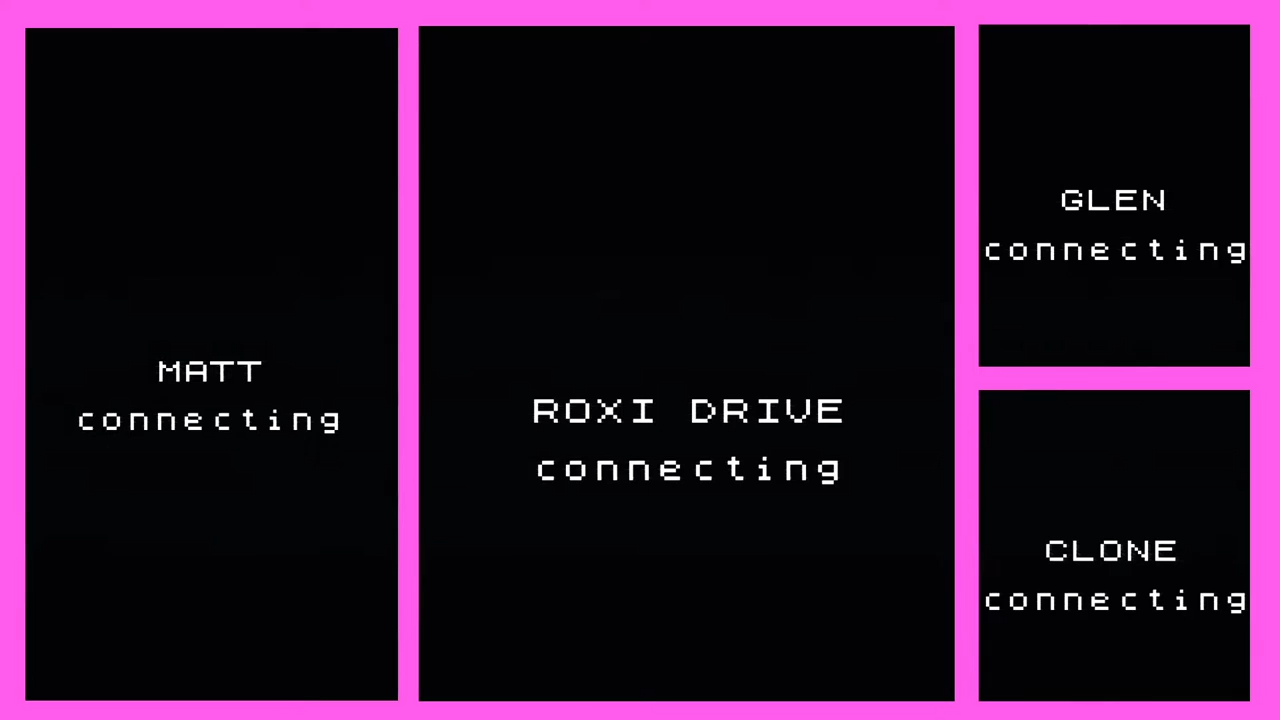 MATT
connecting
ROXI DRIVE
connecting
GLEN
connecting
CLONE
connecting